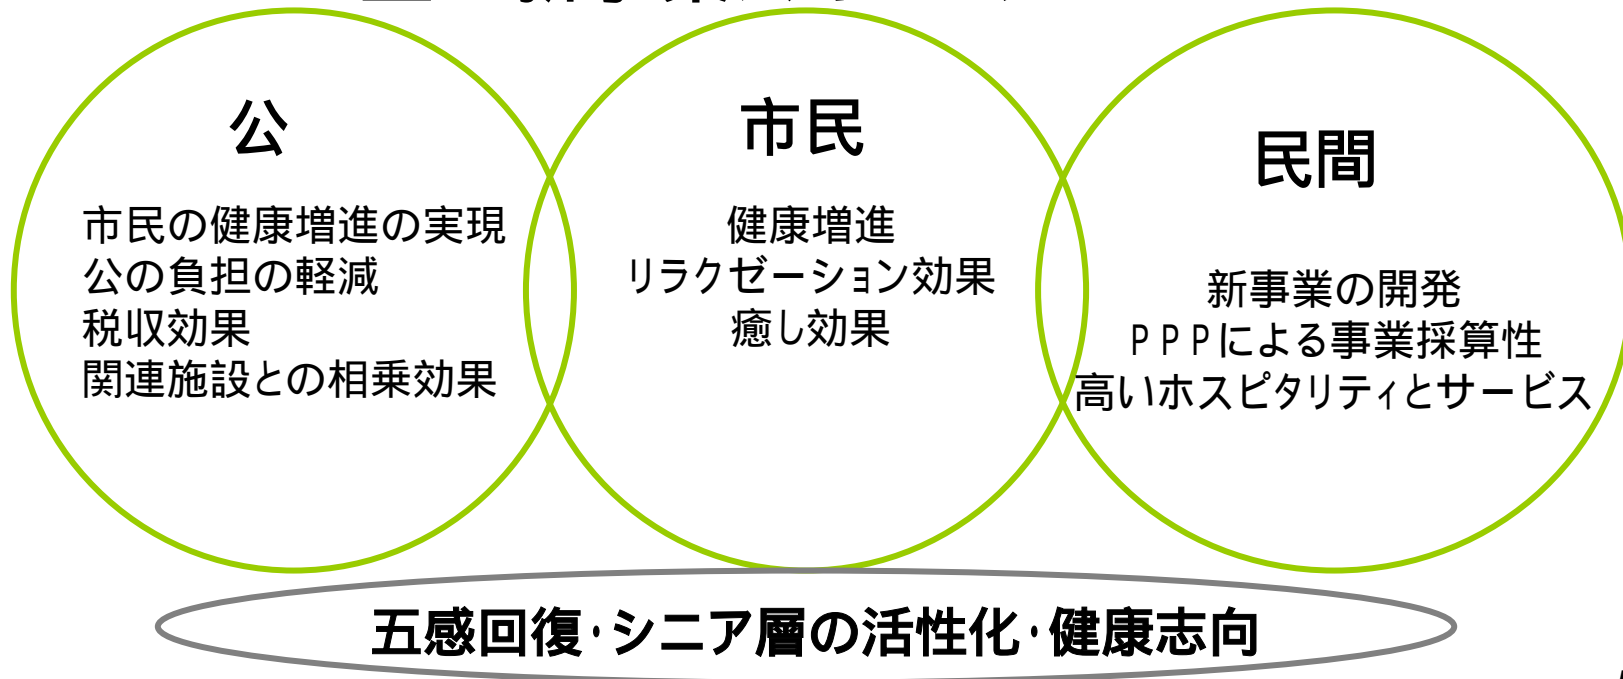 公
市民の健康増進の実現
公の負担の軽減
税収効果
関連施設との相乗効果
市民
健康増進
リラクゼーション効果
癒し効果
民間
新事業の開発
PPPによる事業採算性
高いホスピタリティとサービス
五感回復・シニア層の活性化・健康志向